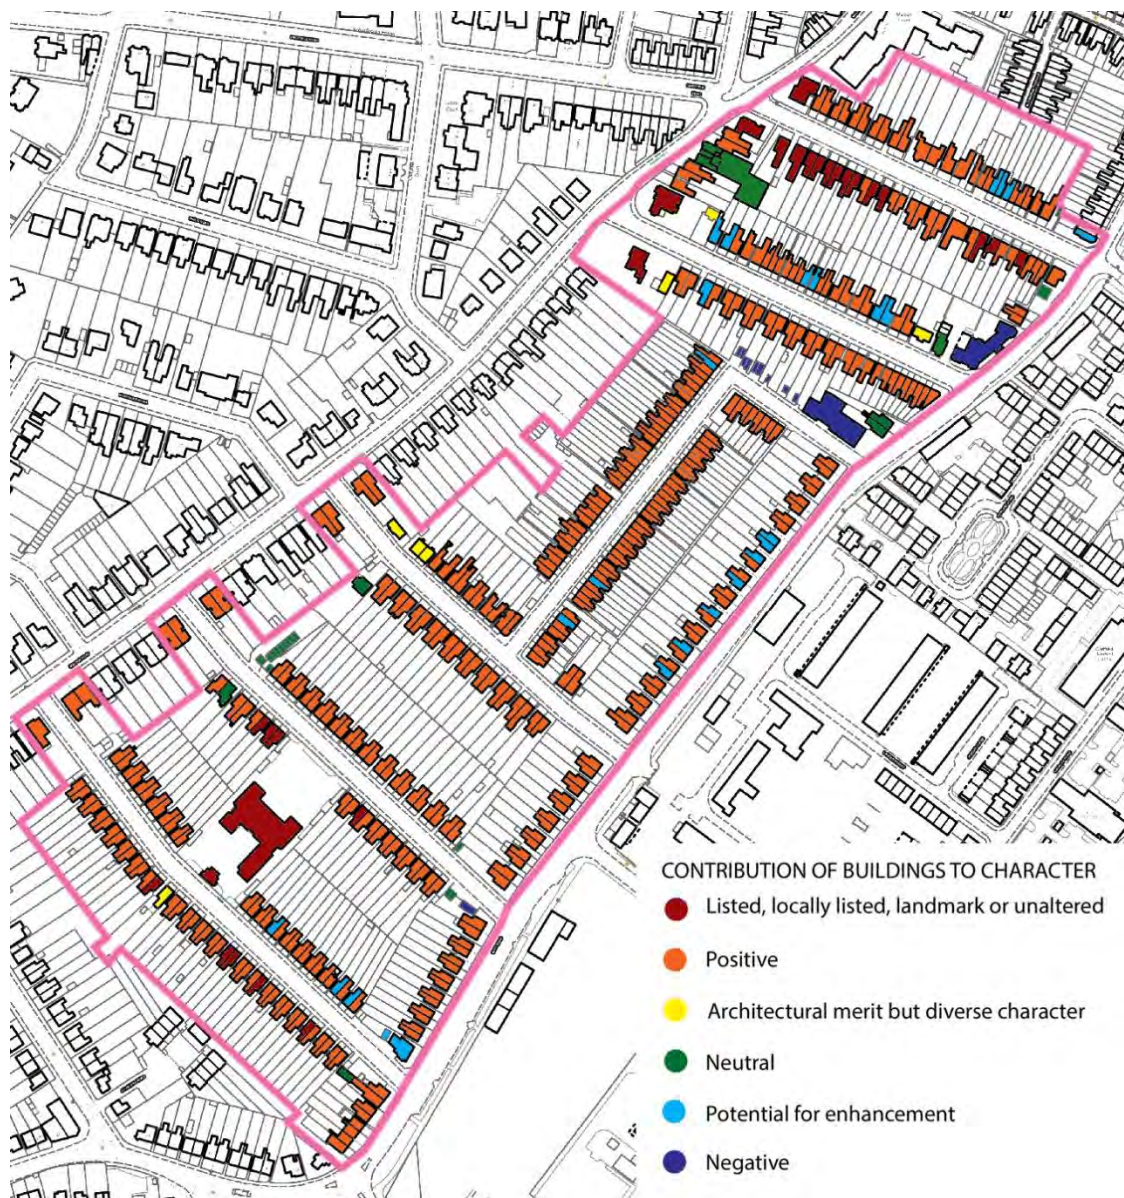 CONTRIBUTION OF BUILDINGS TO CHARACTER
Listed, locally listed, landmark or unaltered
Positive
Architectural merit but diverse character
Neutral
Potential for enhancement
Negative